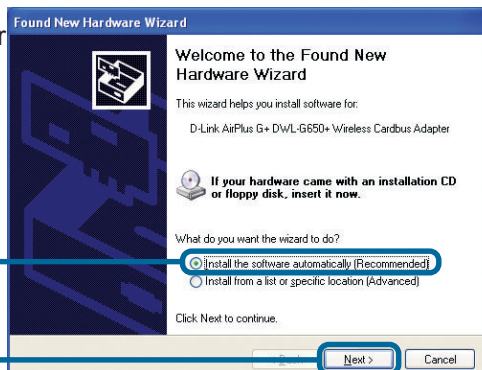 Found New Hardware Wizard
r
Welcome to the Found New
Hardware Wizard
This wizard helps you install software for:
D-Link AirPlus G+ DWL-G650+ Wireless Cardbus Adapter
If your hardware came with an installation CD
or floppy disk, insert it now.
What do you want the wizard to do?
Install the software automatically (Recommended)
Install from a list or specific location (Advanced)
Click Next to continue.
< Back
Next >
Cancel